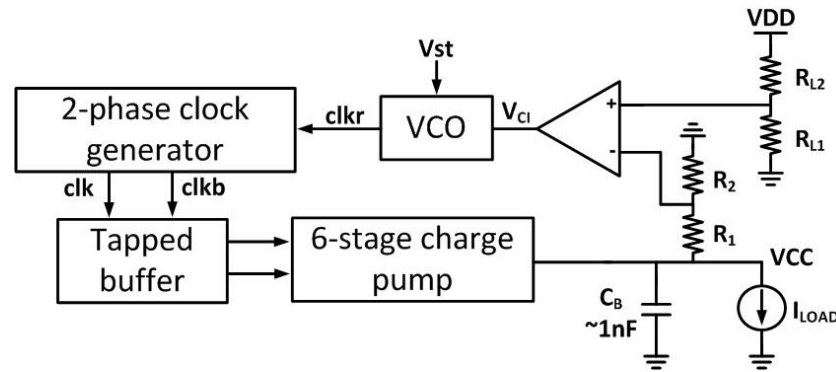 VDD
Vst
R_L2
2-phase clock
generator
clkr
VCO
V_CI
+
-
R_L1
R_2
clk
clkb
R_1
Tapped
buffer
6-stage charge
pump
VCC
C_B
~1nF
I_LOAD